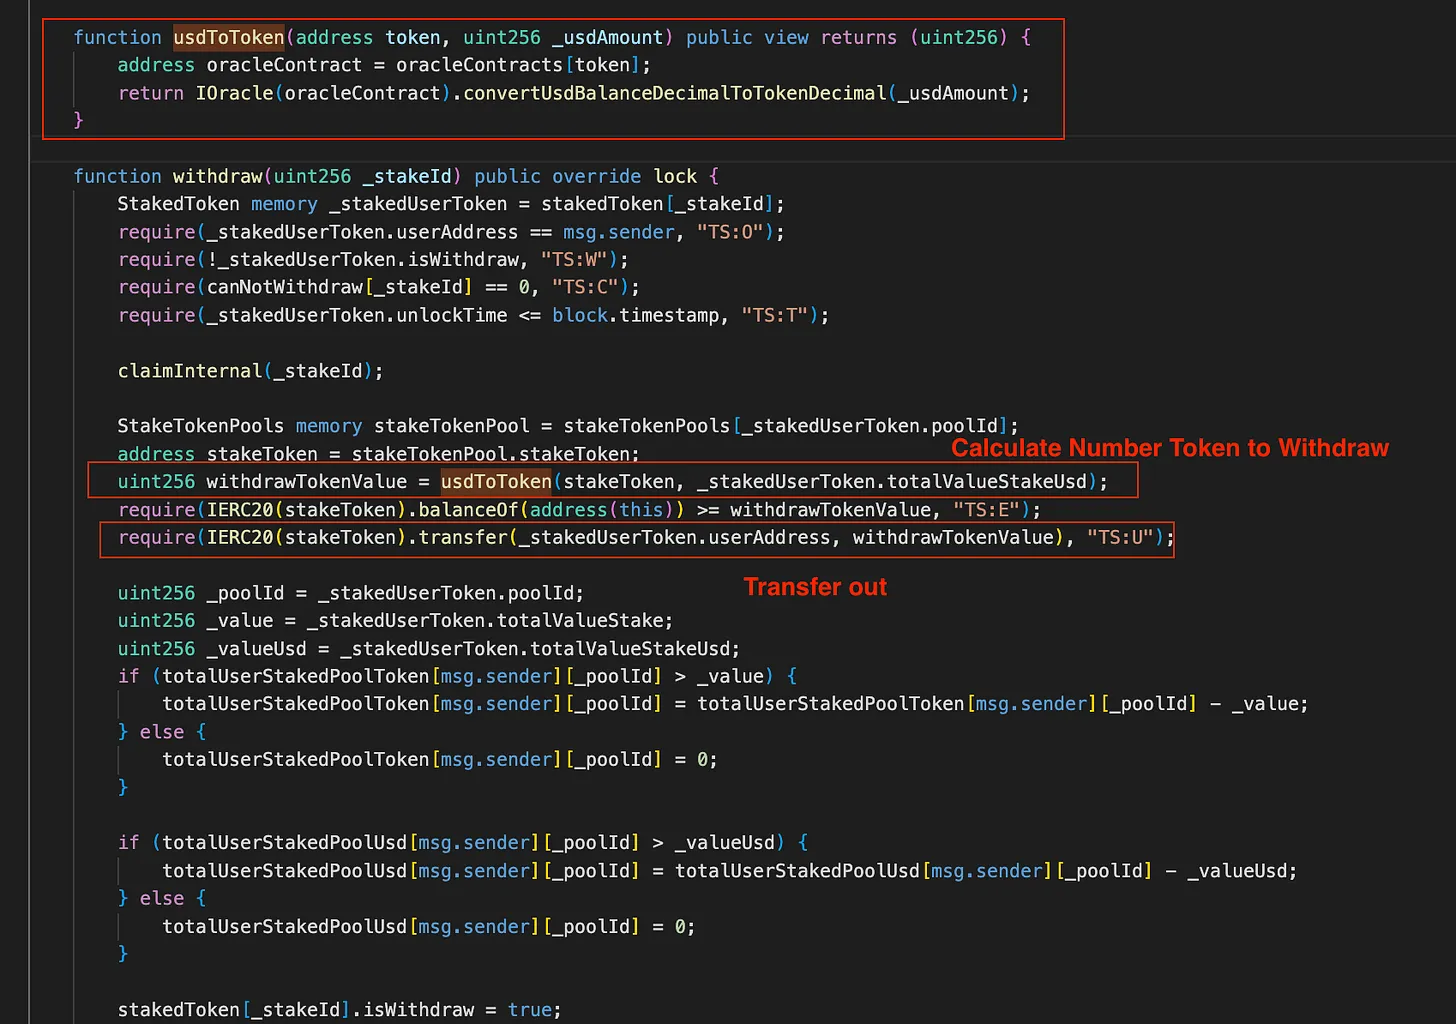 function usdToToken(address token, uint256 _usdAmount) public view returns (uint256) {
address oracleContract = oracleContracts[token];
return IOracle(oracleContract).convertUsdBalanceDecimalToTokenDecimal(_usdAmount);
}
function withdraw(uint256 _stakeId) public override lock {
StakedToken memory _stakedUserToken = stakedToken[_stakeId];
require(_stakedUserToken.userAddress == msg.sender, "TS:O");
require(!_stakedUserToken.isWithdraw, "TS:W");
require(canNotWithdraw[_stakeId] == 0, "TS:C");
require(_stakedUserToken.unlockTime <= block.timestamp, "TS:T");
claimInternal(_stakeId);
StakeTokenPools memory stakeTokenPool = stakeTokenPools[_stakedUserToken.poolId];
Calculate Number Token to Withdraw
address stakeToken = stakeTokenPool.stakeToken;
uint256 withdrawTokenValue = usdToToken(stakeToken, _stakedUserToken.totalValueStakeUsd);
require(IERC20(stakeToken).balanceOf(address(this)) >= withdrawTokenValue, "TS:E");
require(IERC20(stakeToken).transfer(_stakedUserToken.userAddress, withdrawTokenValue), "TS:U");
Transfer out
uint256 _poolId = _stakedUserToken.poolId;
uint256 _value = _stakedUserToken.totalValueStake;
uint256 _valueUsd = _stakedUserToken.totalValueStakeUsd;
if (totalUserStakedPoolToken[msg.sender][_poolId] > _value) {
totalUserStakedPoolToken[msg.sender][_poolId] = totalUserStakedPoolToken[msg.sender][_poolId] - _value;
} else {
totalUserStakedPoolToken[msg.sender][_poolId] = 0;
}
if (totalUserStakedPoolUsd[msg.sender][_poolId] > _valueUsd) {
totalUserStakedPoolUsd[msg.sender][_poolId] = totalUserStakedPoolUsd[msg.sender][_poolId] - _valueUsd;
} else {
totalUserStakedPoolUsd[msg.sender][_poolId] = 0;
}
stakedToken[_stakeId].isWithdraw = true;